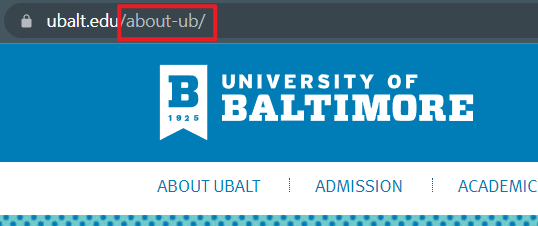 ubalt.edu/about-ub/
B
1925
UNIVERSITY OF
BALTIMORE
ABOUT UBALT
ADMISSION
ACADEMIC